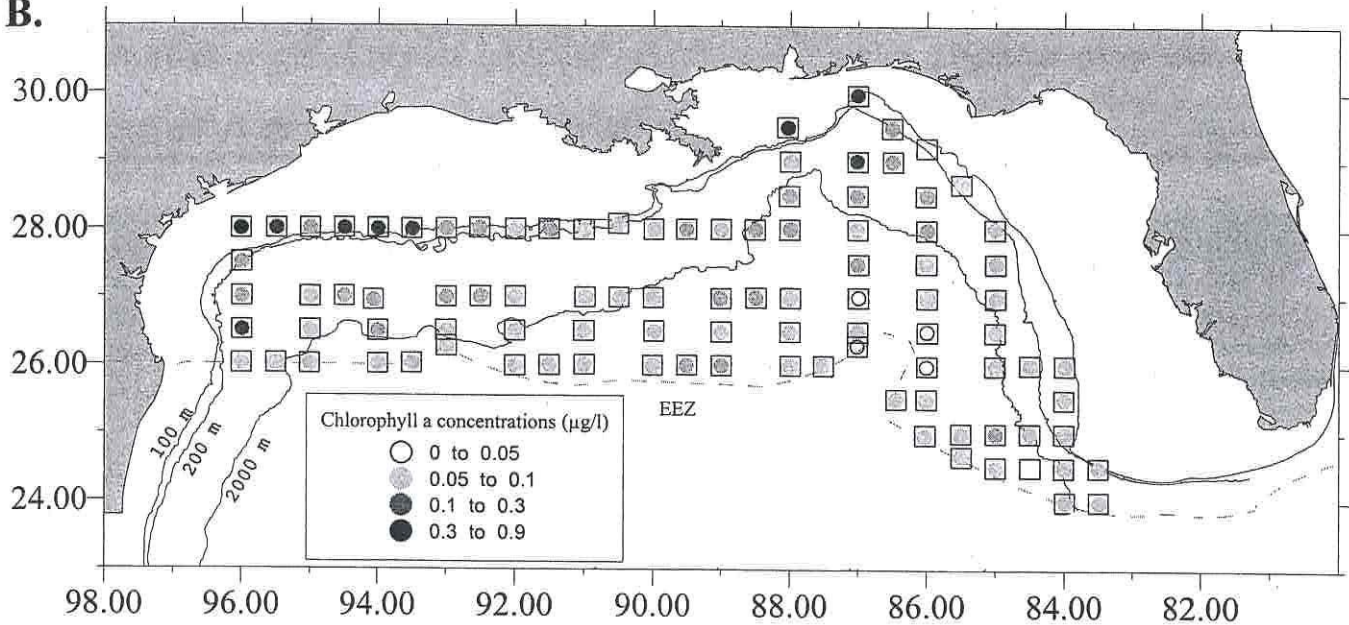 B.
30.00
28.00
26.00
24.00
100 m
200 m
2000 m
EEZ
Chlorophyll a concentrations (µg/l)
0 to 0.05
0.05 to 0.1
0.1 to 0.3
0.3 to 0.9
98.00 96.00 94.00 92.00 90.00 88.00 86.00 84.00 82.00